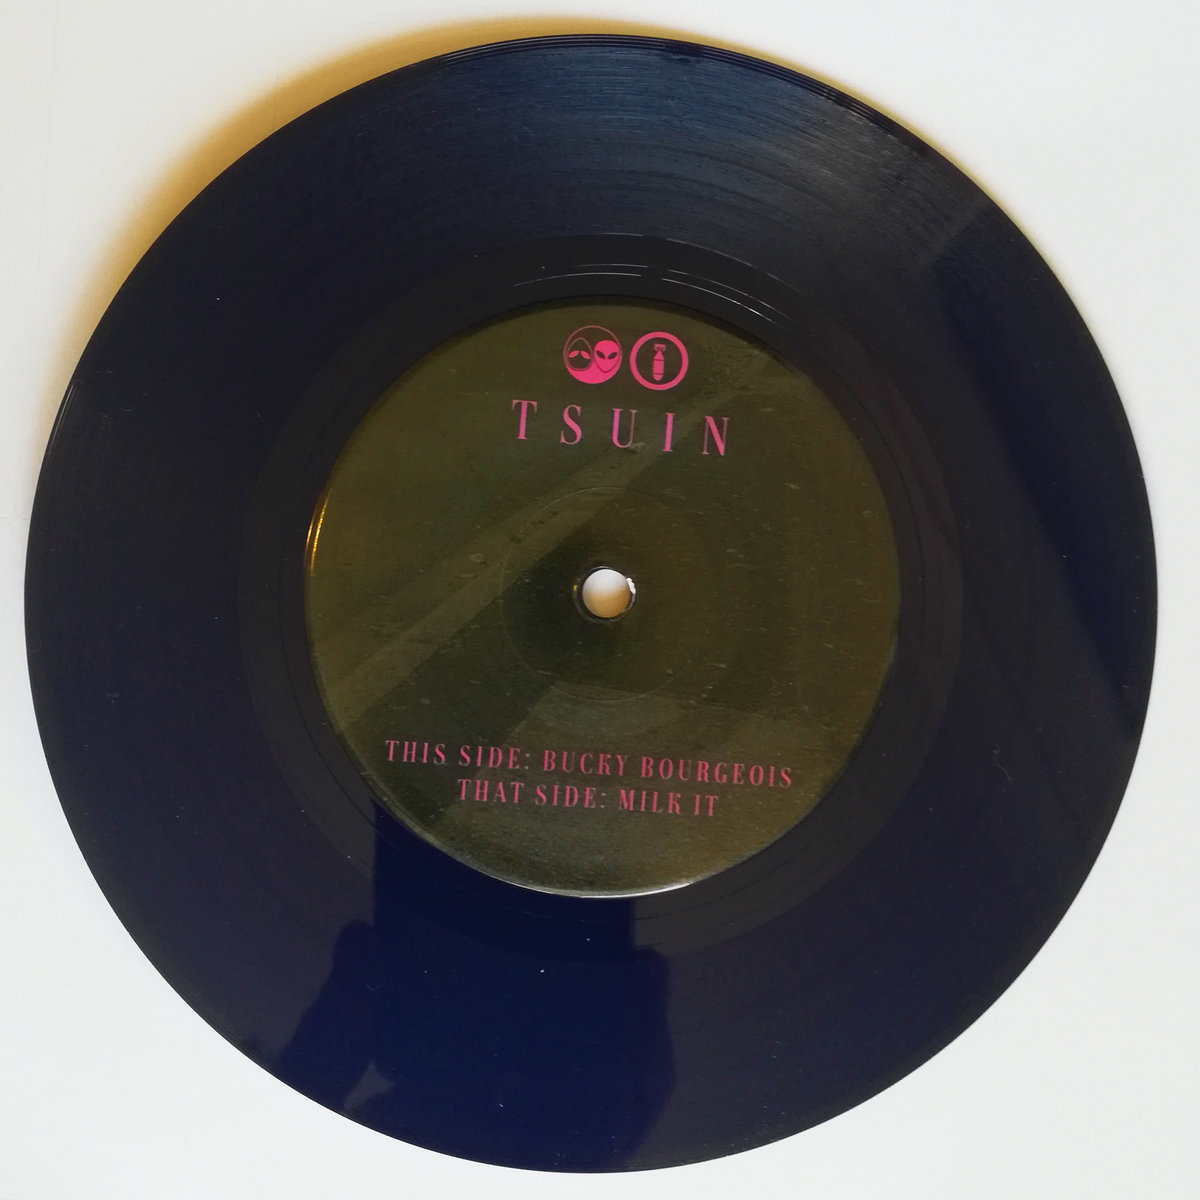 TSUIN
THIS SIDE: BUCKY BOURGEOIS
THAT SIDE: MILK IT